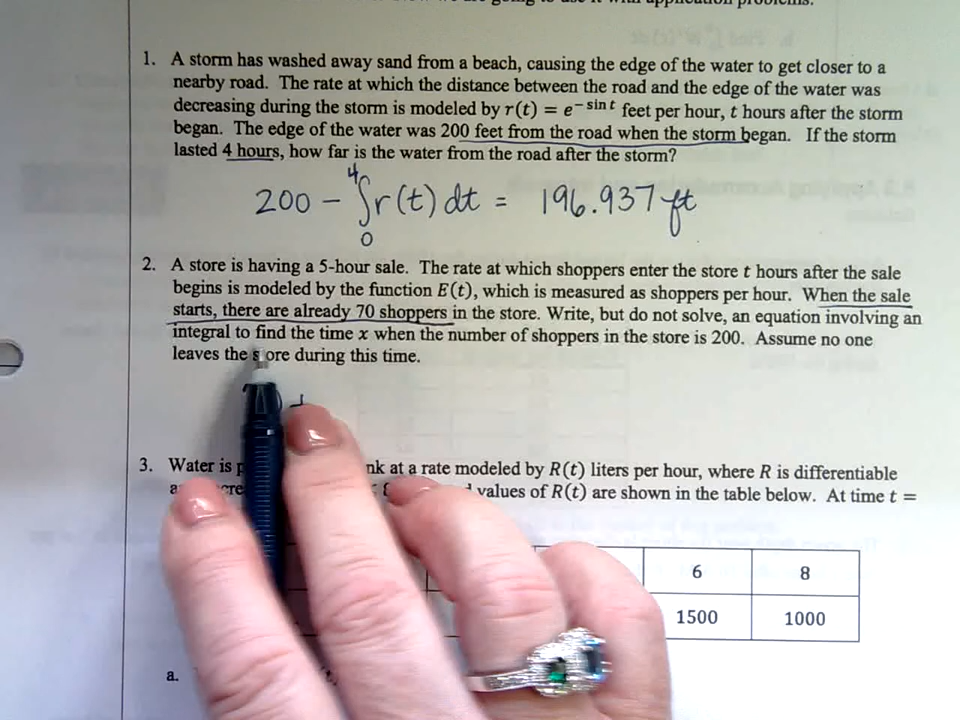 1. A storm has washed away sand from a beach, causing the edge of the water to get closer to a
nearby road. The rate at which the distance between the road and the edge of the water was
decreasing during the storm is modeled by r(t) = e^{-sin t} feet per hour, t hours after the storm
began. The edge of the water was 200 feet from the road when the storm began. If the storm
lasted 4 hours, how far is the water from the road after the storm?
200 - ∫_0^4 r(t) dt = 196.937 ft
2. A store is having a 5-hour sale. The rate at which shoppers enter the store t hours after the sale
begins is modeled by the function E(t), which is measured as shoppers per hour. When the sale
starts, there are already 70 shoppers in the store. Write, but do not solve, an equation involving an
integral to find the time x when the number of shoppers in the store is 200. Assume no one
leaves the store during this time.
+
3. Water is at a rate modeled by R(t) liters per hour, where R is differentiable
values of R(t) are shown in the table below. At time t =
6 8
1500 1000
a.